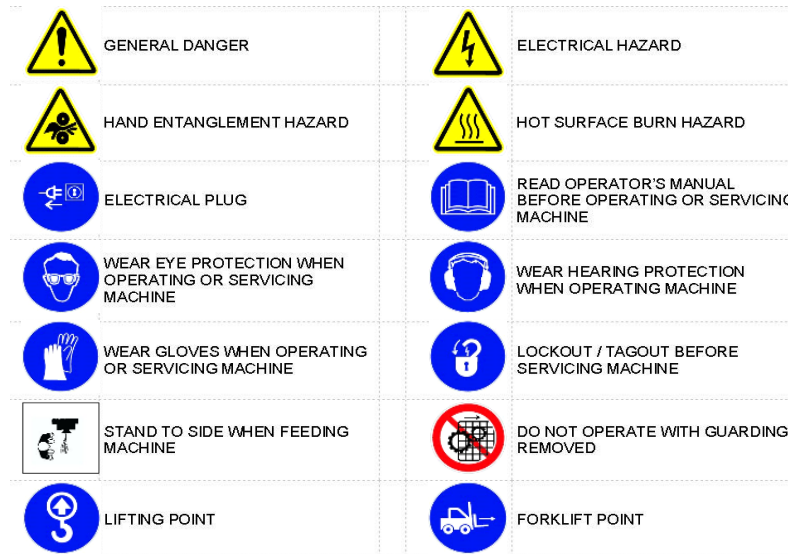 GENERAL DANGER
ELECTRICAL HAZARD
HAND ENTANGLEMENT HAZARD
HOT SURFACE BURN HAZARD
ELECTRICAL PLUG
READ OPERATOR'S MANUAL
BEFORE OPERATING OR SERVICING
MACHINE
WEAR EYE PROTECTION WHEN
OPERATING OR SERVICING
MACHINE
WEAR HEARING PROTECTION
WHEN OPERATING MACHINE
WEAR GLOVES WHEN OPERATING
OR SERVICING MACHINE
LOCKOUT / TAGOUT BEFORE
SERVICING MACHINE
STAND TO SIDE WHEN FEEDING
MACHINE
DO NOT OPERATE WITH GUARDING
REMOVED
LIFTING POINT
FORKLIFT POINT